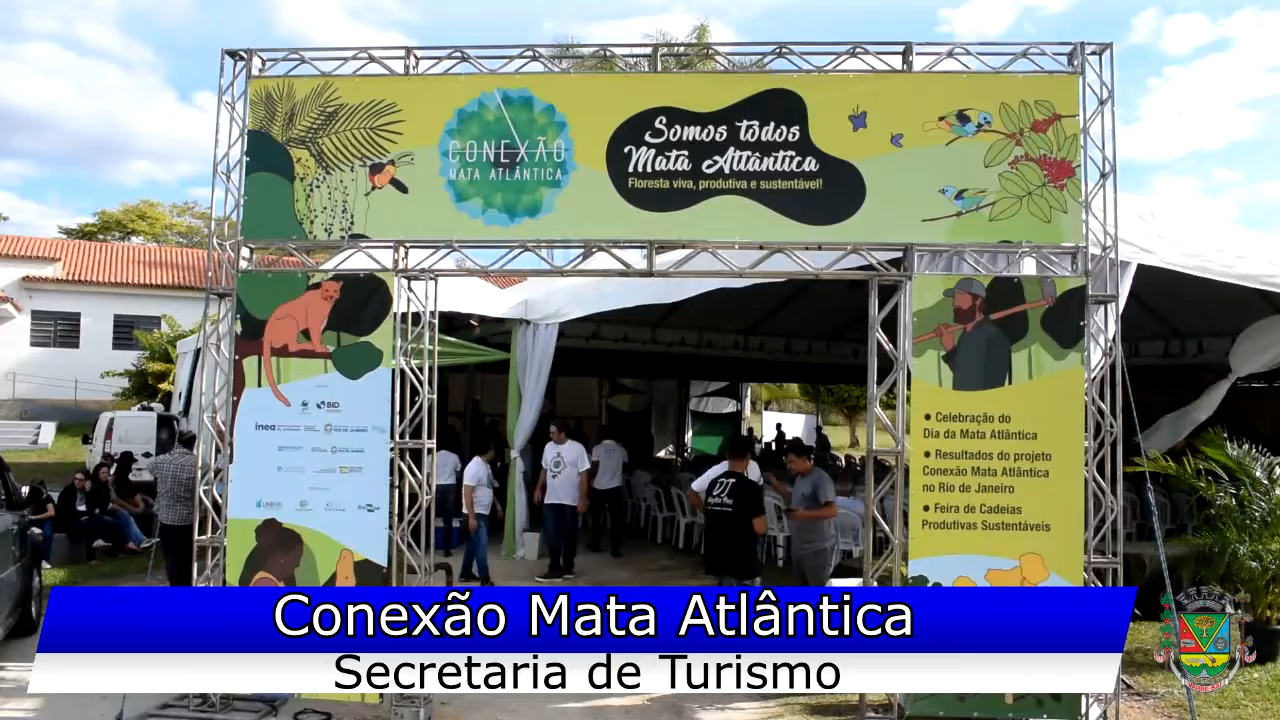 CONEXÃO
MATA ATLÂNTICA
Somos todos
Mata Atlântica
Floresta viva, produtiva e sustentável!
BID
inea
• Celebração do
Dia da Mata Atlântica
• Resultados do projeto
Conexão Mata Atlântica
no Rio de Janeiro
• Feira de Cadeias
Produtivas Sustentáveis
DJ
Conexão Mata Atlântica
Secretaria de Turismo